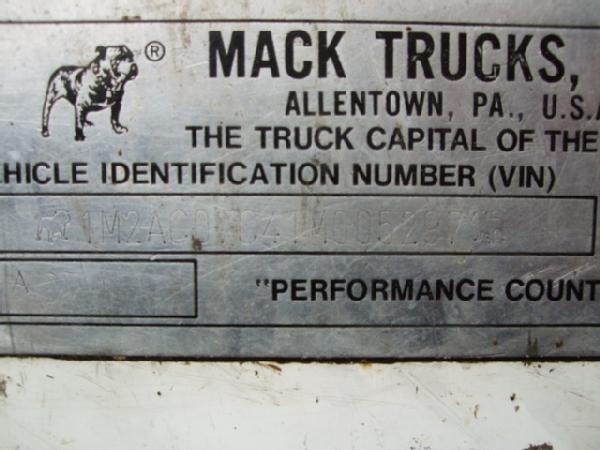 ® MACK TRUCKS,
ALLENTOWN, PA., U.S.A
THE TRUCK CAPITAL OF THE
HICLE IDENTIFICATION NUMBER (VIN)
"PERFORMANCE COUNT